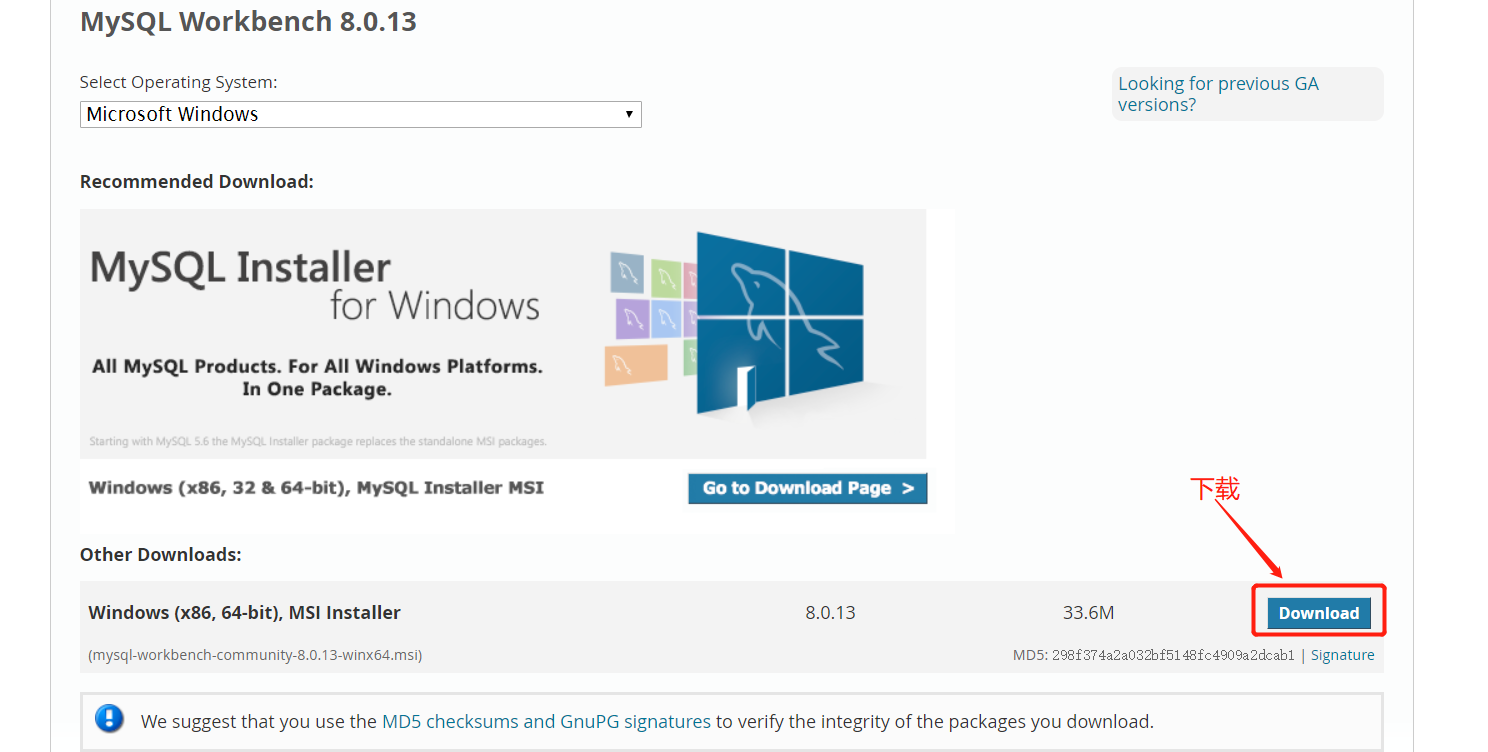 MySQL Workbench 8.0.13
Select Operating System:
Looking for previous GA
versions?
Microsoft Windows
Recommended Download:
MySQL Installer
for Windows
All MySQL Products. For All Windows Platforms.
In One Package.
Starting with MySQL 5.6 the MySQL Installer package replaces the standalone MSI packages.
Windows (x86, 32 & 64-bit), MySQL Installer MSI
Go to Download Page >
下载
Other Downloads:
Windows (x86, 64-bit), MSI Installer 8.0.13 33.6M Download
(mysql-workbench-community-8.0.13-winx64.msi) MD5: 298f374a2a032bf5148fc4909a2dcab1 | Signature
We suggest that you use the MD5 checksums and GnuPG signatures to verify the integrity of the packages you download.